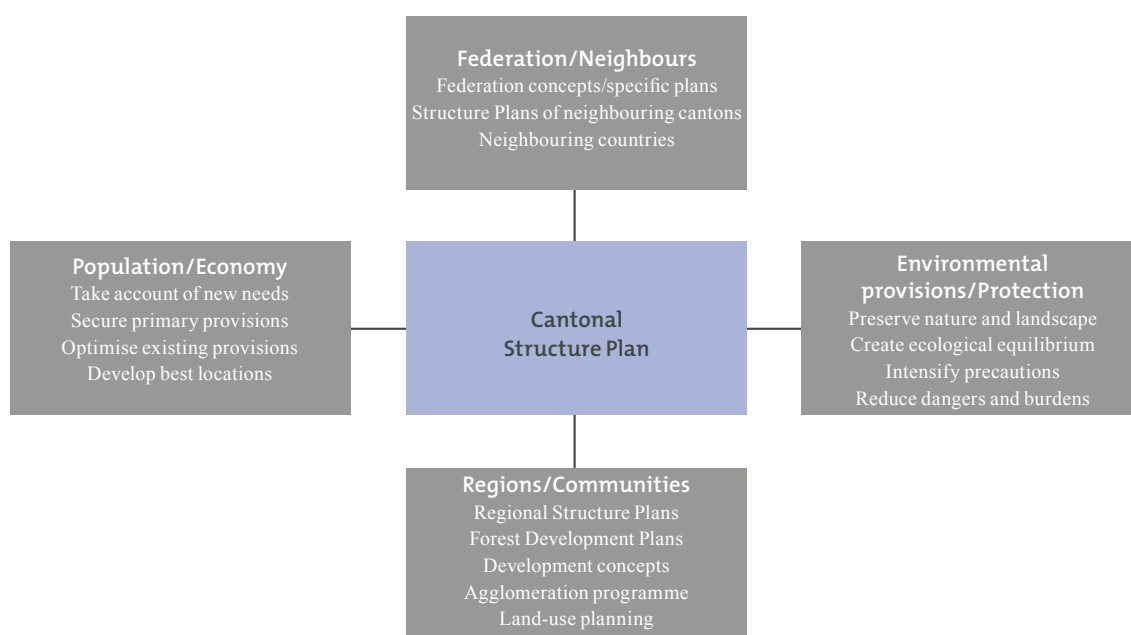 Federation/Neighbours
Federation concepts/specific plans
Structure Plans of neighbouring cantons
Neighbouring countries
Population/Economy
Take account of new needs
Secure primary provisions
Optimise existing provisions
Develop best locations
Cantonal
Structure Plan
Environmental
provisions/Protection
Preserve nature and landscape
Create ecological equilibrium
Intensify precautions
Reduce dangers and burdens
Regions/Communities
Regional Structure Plans
Forest Development Plans
Development concepts
Agglomeration programme
Land-use planning